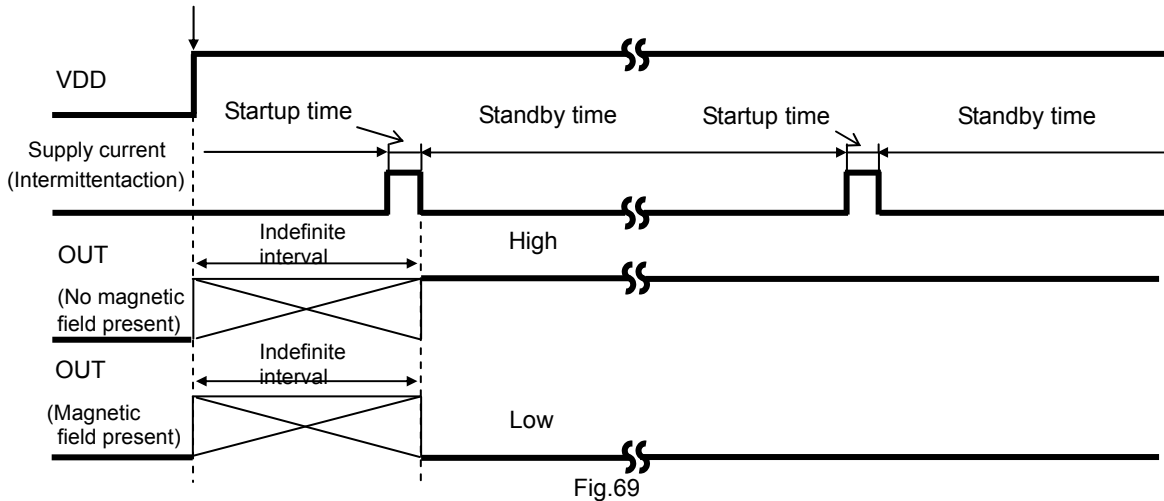 VDD
Startup time
Standby time
Startup time
Standby time
Supply current
(Intermittentaction)
Indefinite
interval
High
OUT
(No magnetic
field present)
Indefinite
interval
OUT
(Magnetic
field present)
Low
Fig.69